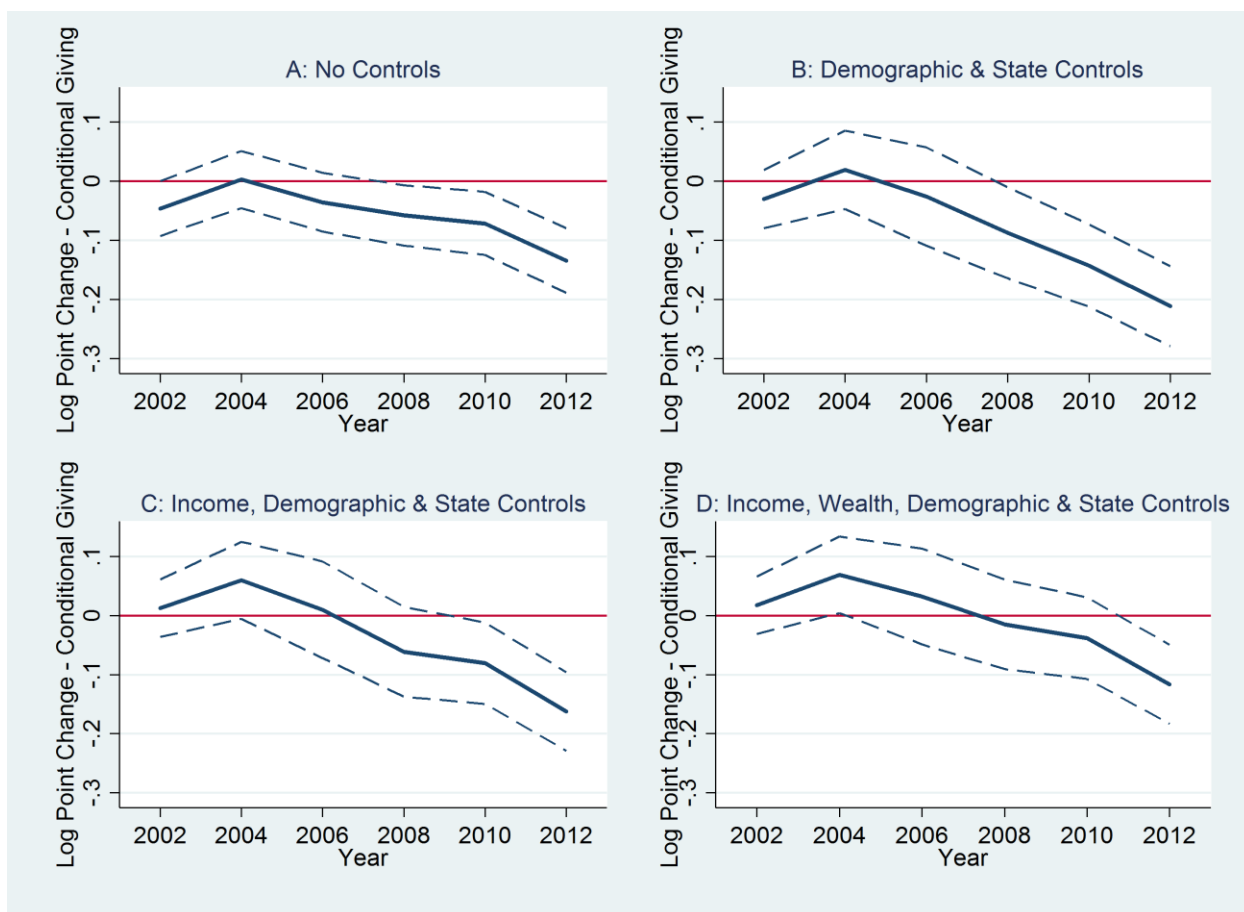 A: No Controls
Log Point Change - Conditional Giving
.1
0
-.1
-.2
-.3
2002 2004 2006 2008 2010 2012
Year
B: Demographic & State Controls
Log Point Change - Conditional Giving
.1
0
-.1
-.2
-.3
2002 2004 2006 2008 2010 2012
Year
C: Income, Demographic & State Controls
Log Point Change - Conditional Giving
.1
0
-.1
-.2
-.3
2002 2004 2006 2008 2010 2012
Year
D: Income, Wealth, Demographic & State Controls
Log Point Change - Conditional Giving
.1
0
-.1
-.2
-.3
2002 2004 2006 2008 2010 2012
Year